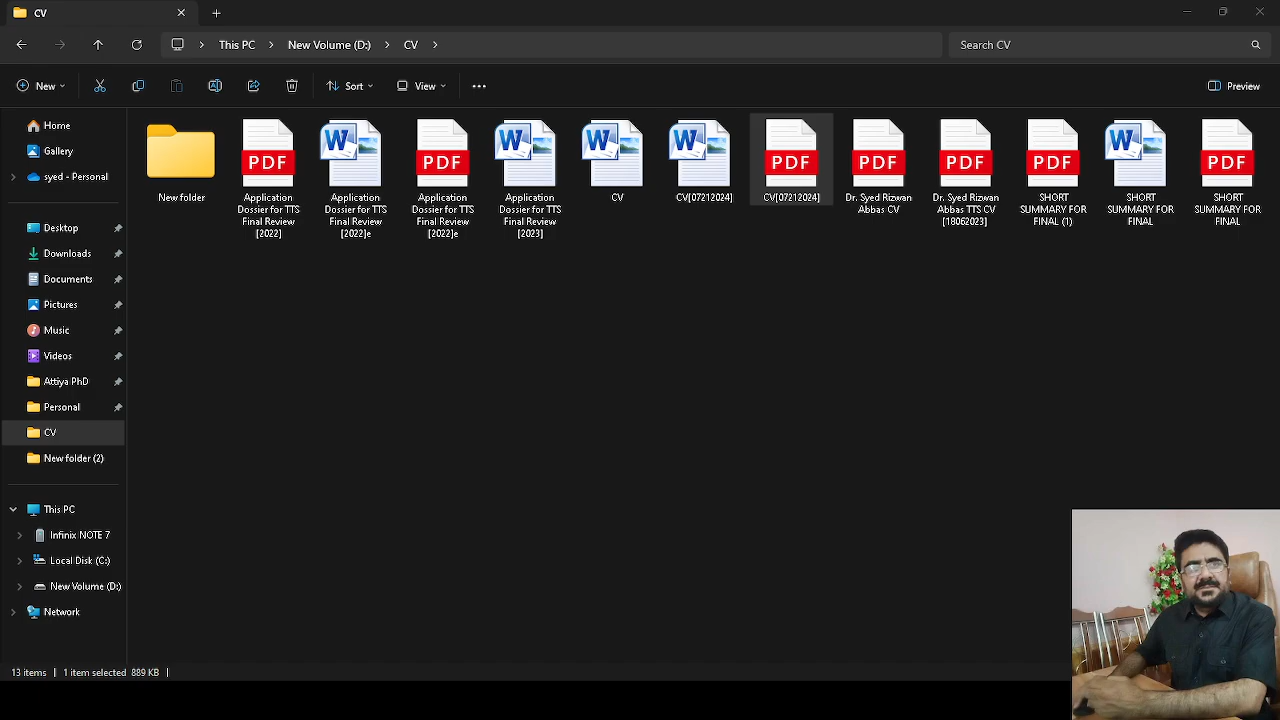 CV
This PC
New Volume (D:)
CV
Search CV
New
Sort
View
Preview
Home
Gallery
syed - Personal
Desktop
Downloads
Documents
Pictures
Music
Videos
Attiya PhD
Personal
CV
New folder (2)
This PC
Infinix NOTE 7
Local Disk (C:)
New Volume (D:)
Network
New folder
PDF
Application
Dossier for TTS
Final Review
[2022]
W
Application
Dossier for TTS
Final Review
[2022]e
PDF
Application
Dossier for TTS
Final Review
[2022]e
W
Application
Dossier for TTS
Final Review
[2023]
W
CV
W
CV[07212024]
PDF
CV[07212024]
PDF
Dr. Syed Rizwan
Abbas CV
PDF
Dr. Syed Rizwan
Abbas TTS CV
[18062023]
PDF
SHORT
SUMMARY FOR
FINAL (1)
W
SHORT
SUMMARY FOR
FINAL
PDF
SHORT
SUMMARY FOR
FINAL
13 items
1 item selected 889 KB